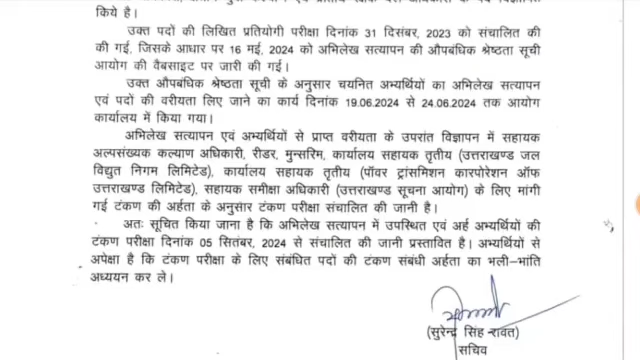 किये है।
उक्त पदों की लिखित प्रतियोगी परीक्षा दिनांक 31 दिसंबर, 2023 को संचालित की
की गई, जिसके आधार पर 16 मई, 2024 को अभिलेख सत्यापन की औपबंधिक श्रेष्ठता सूची
आयोग की वैबसाइट पर जारी की गई।
उक्त औपबंधिक श्रेष्ठता सूची के अनुसार चयनित अभ्यर्थियों का अभिलेख सत्यापन
एवं पदों की वरीयता लिए जाने का कार्य दिनांक 19.06.2024 से 24.06.2024 तक आयोग
कार्यालय में किया गया।
अभिलेख सत्यापन एवं अभ्यर्थियों से प्राप्त वरीयता के उपरांत विज्ञापन में सहायक
अल्पसंख्यक कल्याण अधिकारी, रीडर, मुन्सरिम, कार्यालय सहायक तृतीय (उत्तराखण्ड जल
विद्युत निगम लिमिटेड), कार्यालय सहायक तृतीय (पॉवर ट्रांसमिशन कारपोरेशन ऑफ
उत्तराखण्ड लिमिटेड), सहायक समीक्षा अधिकारी (उत्तराखण्ड सूचना आयोग) के लिए मांगी
गई टंकण की अर्हता के अनुसार टंकण परीक्षा संचालित की जानी है।
अतः सूचित किया जाना है कि अभिलेख सत्यापन में उपस्थित एवं अर्ह अभ्यर्थियों की
टंकण परीक्षा दिनांक 05 सितंबर, 2024 से संचालित की जानी प्रस्तावित है। अभ्यर्थियों से
अपेक्षा है कि टंकण परीक्षा के लिए संबंधित पदों की टंकण संबंधी अर्हता का भली–भांति
अध्ययन कर ले।
(सुरेन्द्र सिंह रावत)
सचिव